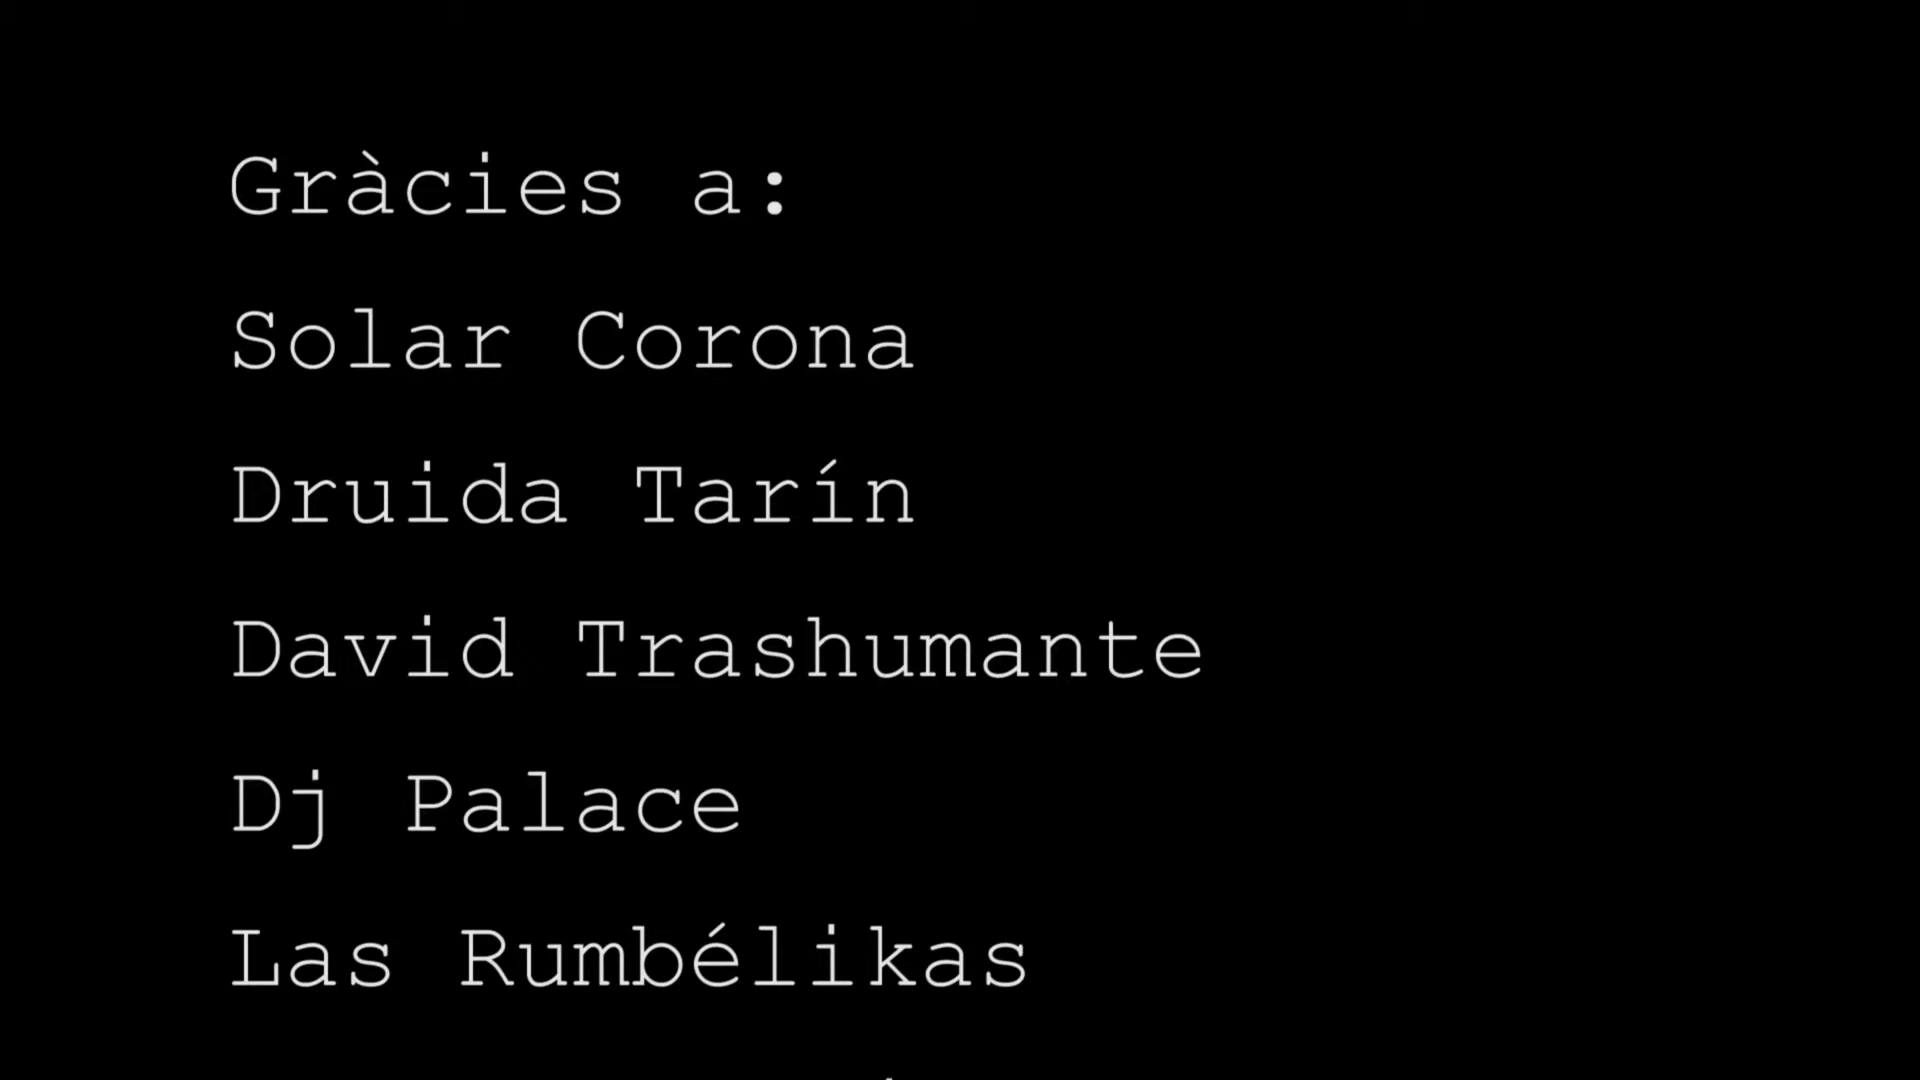 Gràcies a:
Solar Corona
Druida Tarín
David Trashumante
Dj Palace
Las Rumbélikas